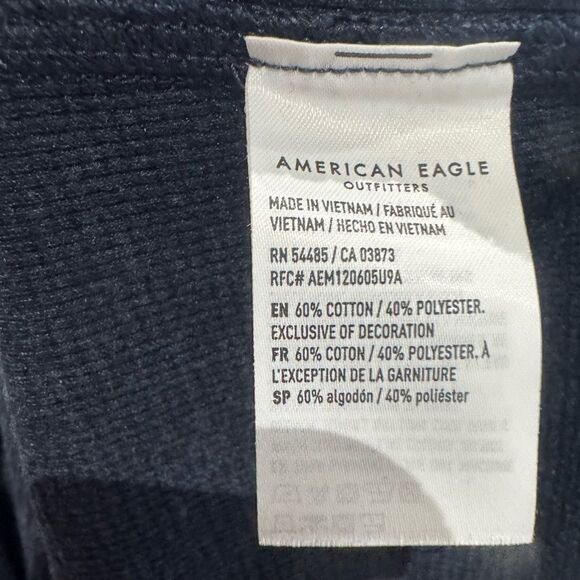 AMERICAN EAGLE
OUTFITTERS
MADE IN VIETNAM / FABRIQUÉ AU
VIETNAM / HECHO EN VIETNAM
RN 54485 / CA 03873
RFC# AEM120605U9A
EN 60% COTTON / 40% POLYESTER.
EXCLUSIVE OF DECORATION
FR 60% COTON / 40% POLYESTER. À
L'EXCEPTION DE LA GARNITURE
SP 60% algodón / 40% poliéster